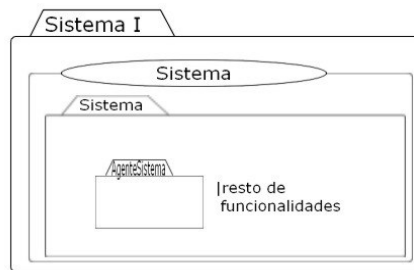 Sistema I
Sistema
Sistema
AgenteSistema
|resto de
funcionalidades